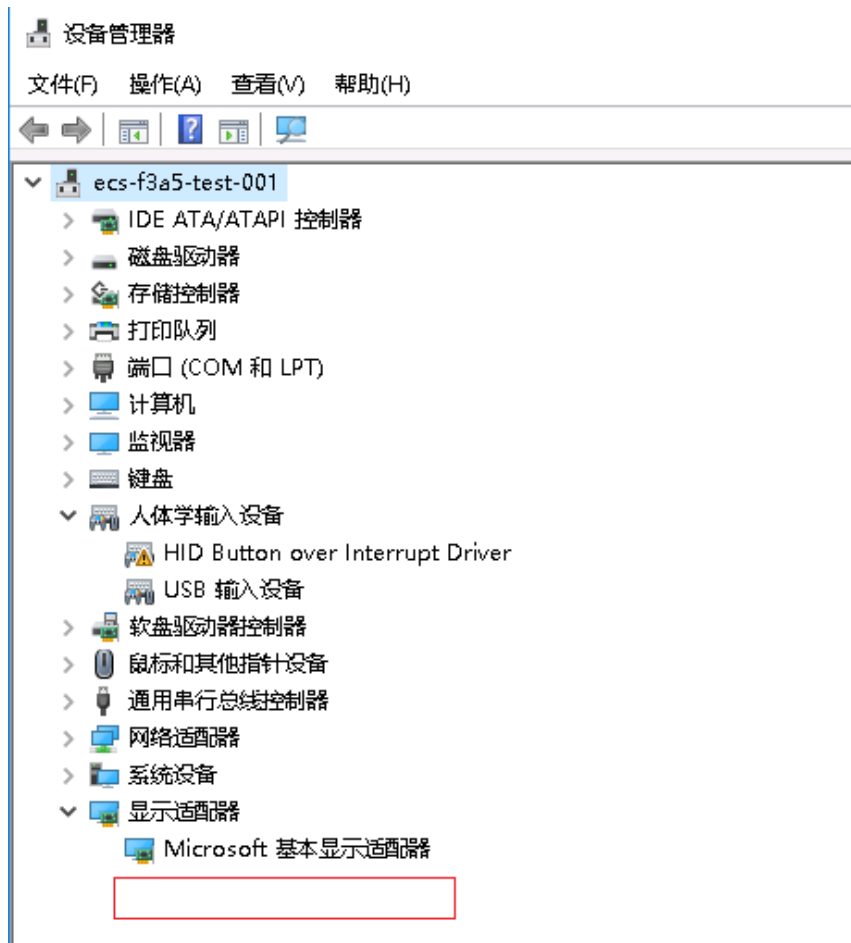 设备管理器
文件(F) 操作(A) 查看(V) 帮助(H)
ecs-f3a5-test-001
IDE ATA/ATAPI 控制器
磁盘驱动器
存储控制器
打印队列
端口 (COM 和 LPT)
计算机
监视器
键盘
人体学输入设备
HID Button over Interrupt Driver
USB 输入设备
软盘驱动器控制器
鼠标和其他指针设备
通用串行总线控制器
网络适配器
系统设备
显示适配器
Microsoft 基本显示适配器